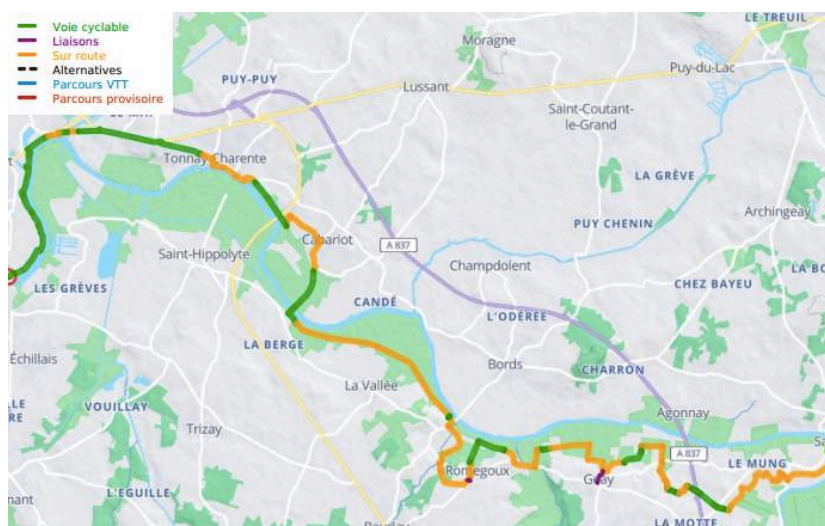 Voie cyclable
Liaisons
Sur route
Alternatives
Parcours VTT
Parcours provisoire
LE TREUIL
Moragne
Puy-du-Lac
PUY-PUY
Lussant
Saint-Coutant-
le-Grand
Tonnay-Charente
LA GRÈVE
Archingeay
PUY CHENIN
Cabariot
A 837
Saint-Hippolyte
Champdolent
CHEZ BAYEU
LES GRÈVES
CANDÉ
L'ODÉRÉE
LA BERGE
Échillais
Bords
CHARRON
La Vallée
VOUILLAY
Agonnay
Trizay
A 837
Romegoux
LE MUNG
L'EGUILLE
LA MOTTE